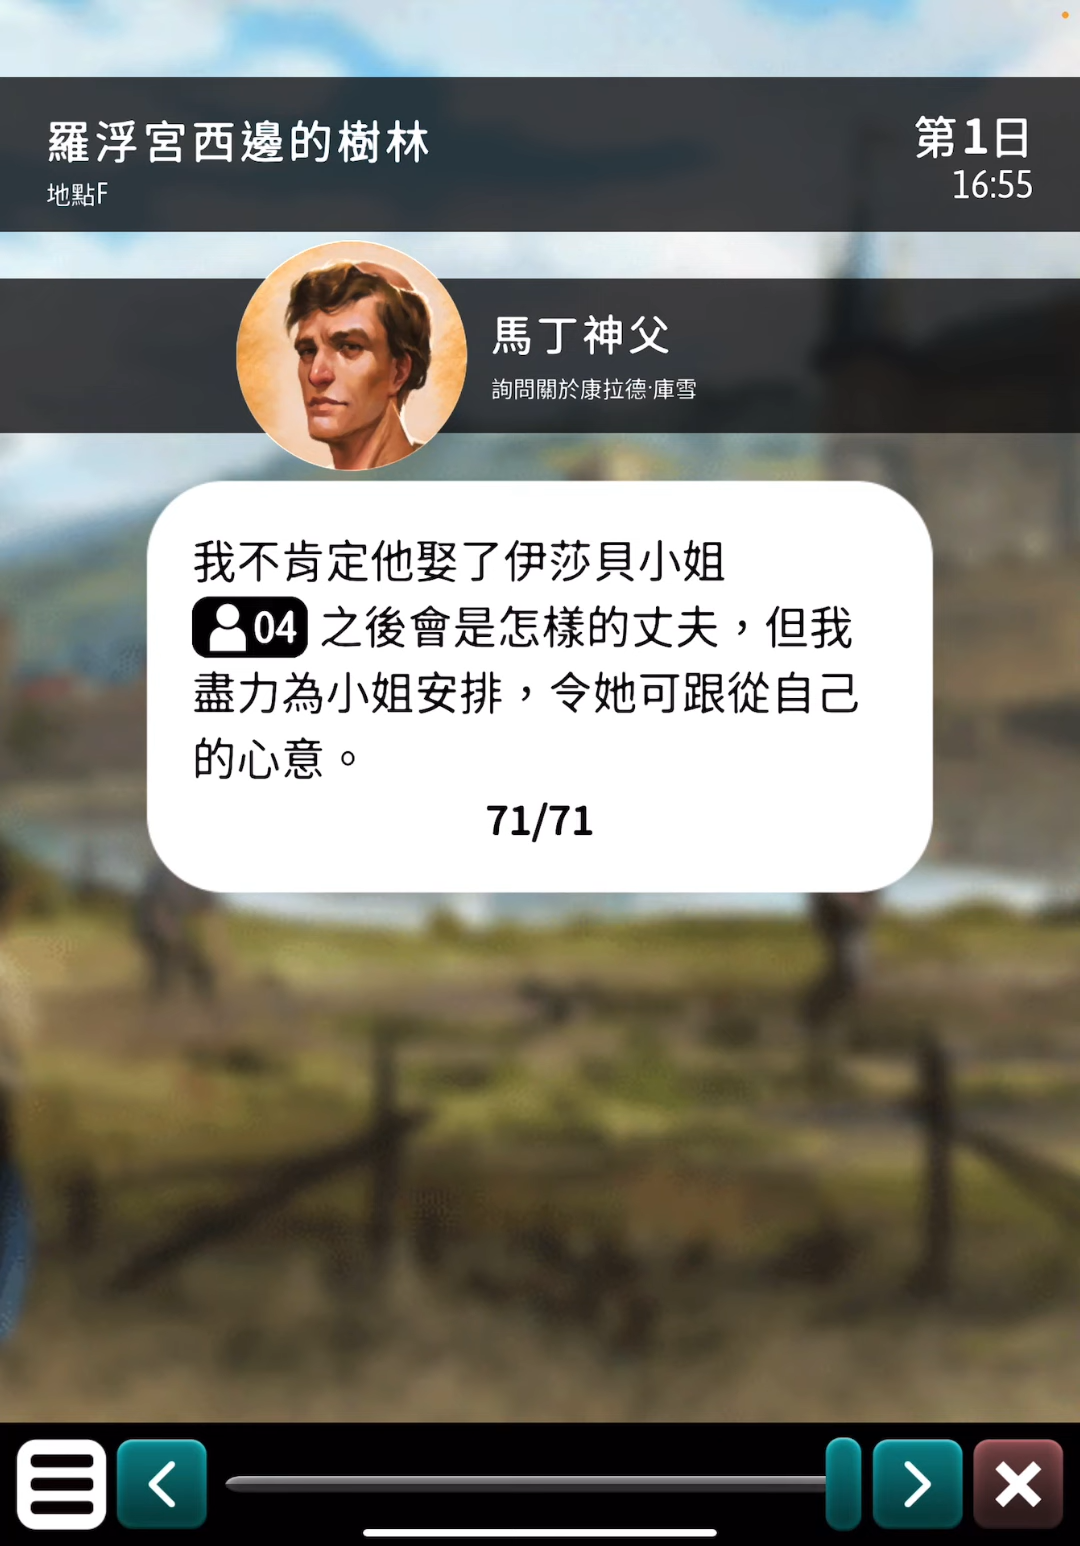 羅浮宮西邊的樹林
地點F
第1日
16:55
馬丁神父
詢問關於康拉德·庫雪
我不肯定他娶了伊莎貝小姐
04 之後會是怎樣的丈夫，但我
盡力為小姐安排，令她可跟從自己
的心意。
71/71